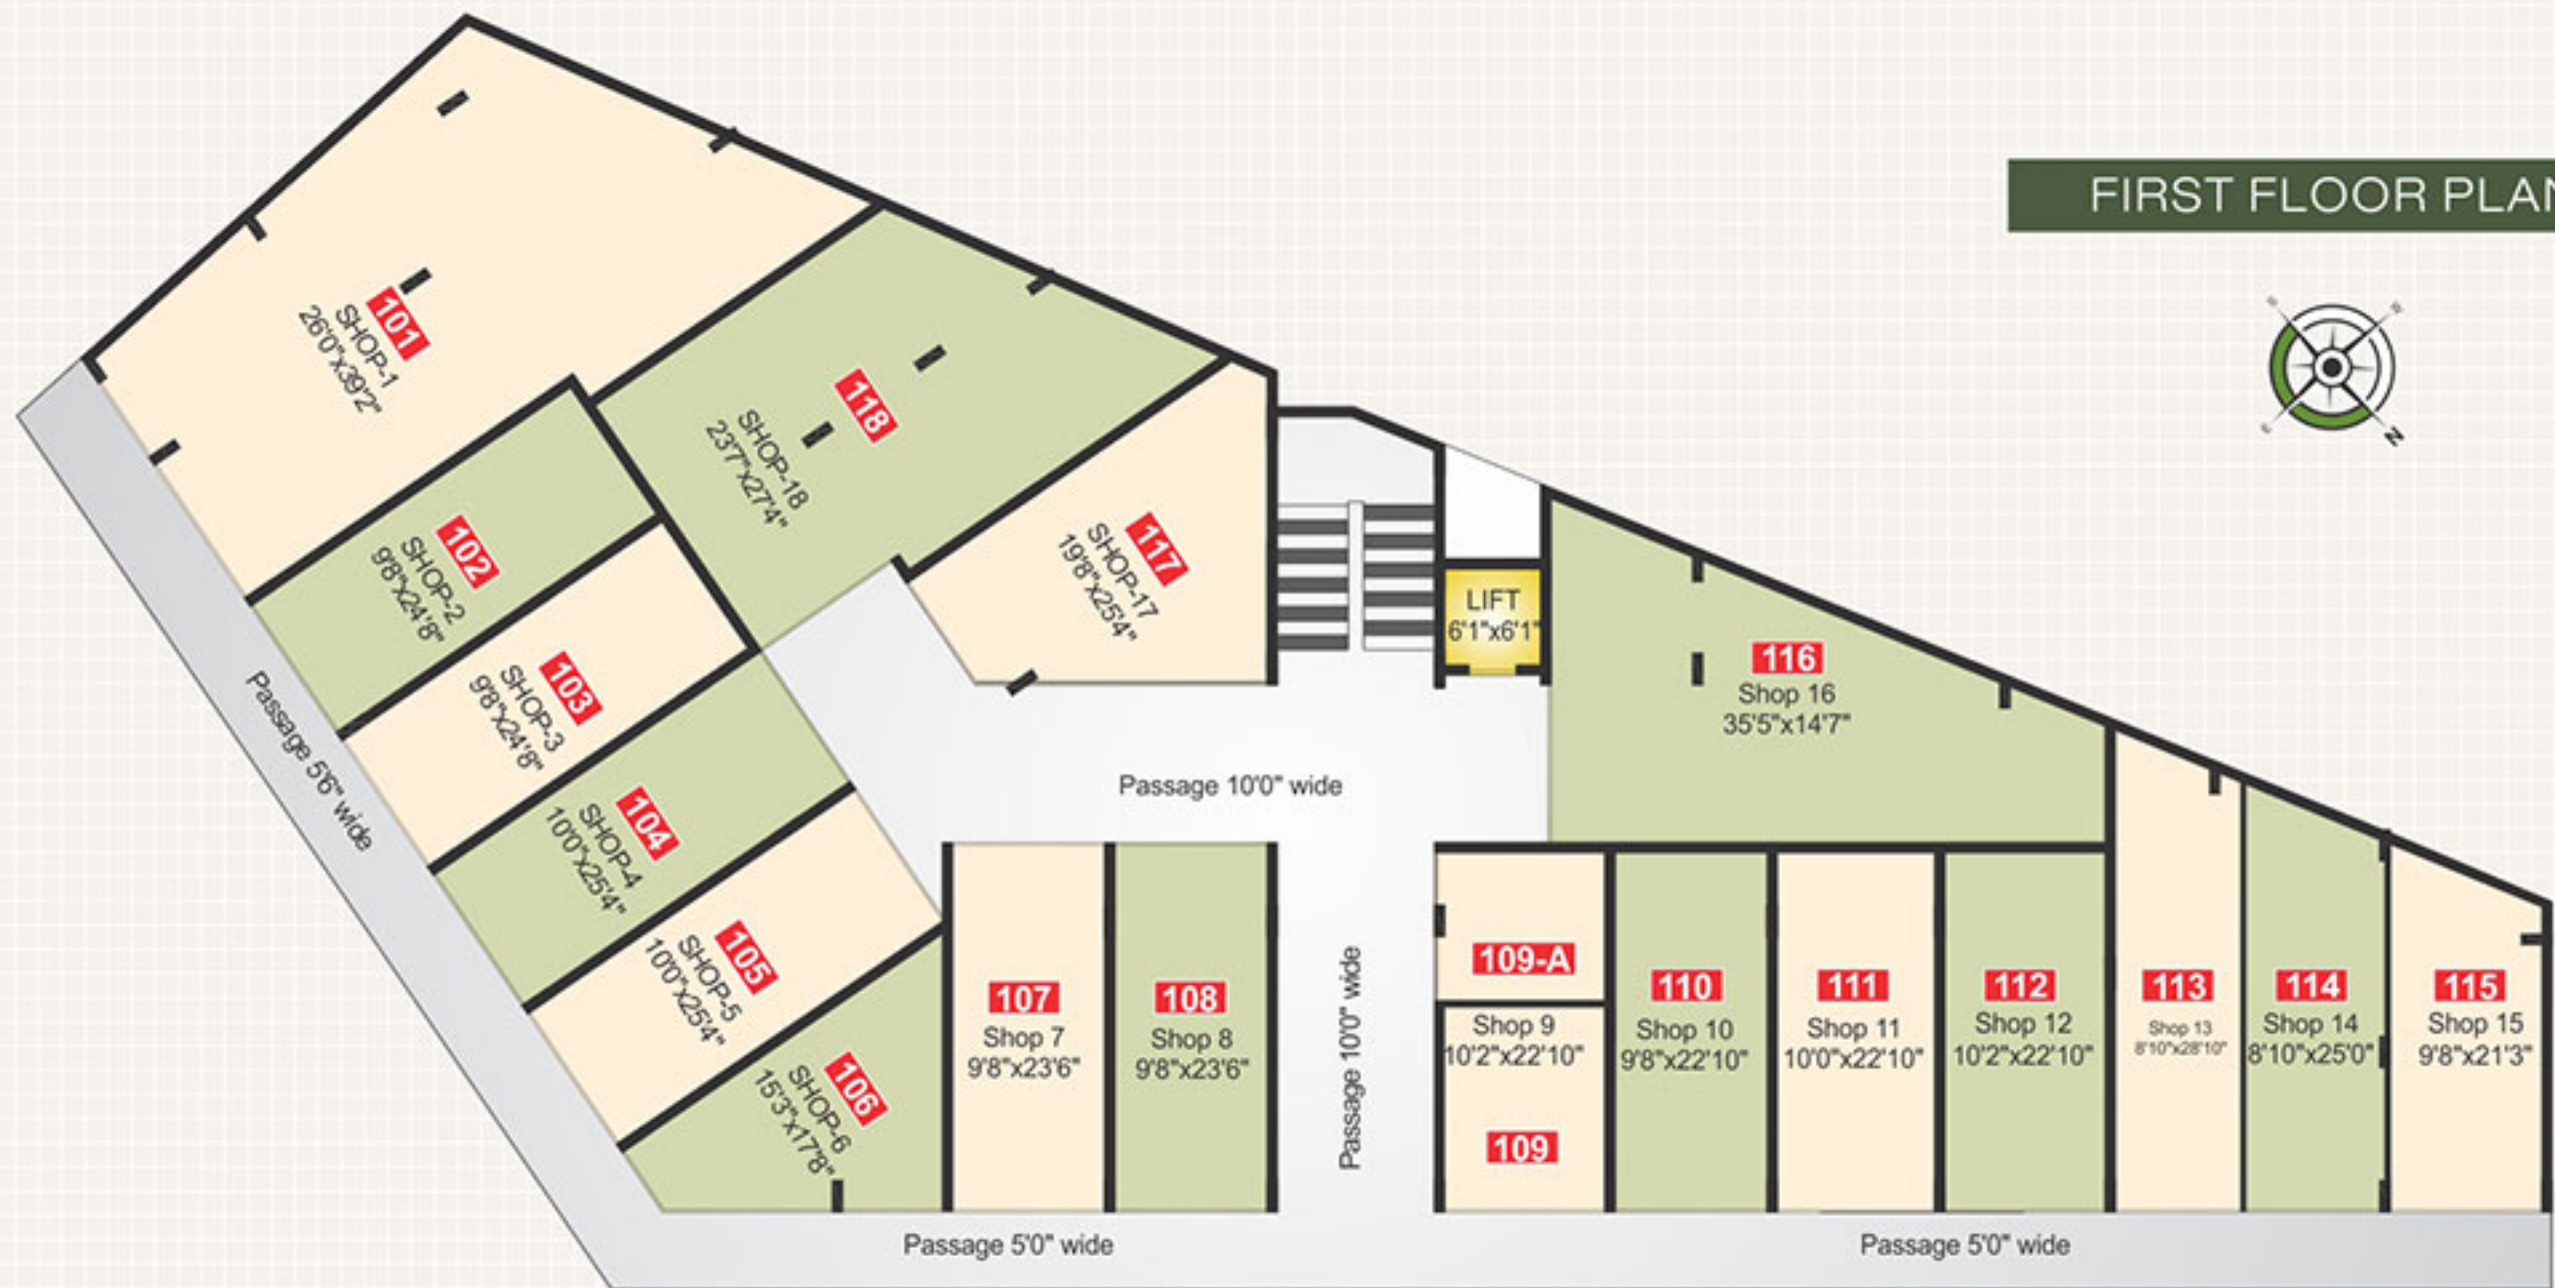 FIRST FLOOR PLAN
N
101
SHOP-1
26'0"x39'2"
118
SHOP-18
23'7"x27'4"
117
SHOP-17
19'8"x25'4"
102
SHOP-2
9'8"x24'8"
103
SHOP-3
9'8"x24'8"
104
SHOP-4
10'0"x25'4"
105
SHOP-5
10'0"x25'4"
106
SHOP-6
15'3"x17'8"
Passage 5'6" wide
LIFT
6'1"x6'1"
116
Shop 16
35'5"x14'7"
Passage 10'0" wide
107
Shop 7
9'8"x23'6"
108
Shop 8
9'8"x23'6"
Passage 10'0" wide
109-A
Shop 9
10'2"x22'10"
109
110
Shop 10
9'8"x22'10"
111
Shop 11
10'0"x22'10"
112
Shop 12
10'2"x22'10"
113
Shop 13
8'10"x28'10"
114
Shop 14
8'10"x25'0"
115
Shop 15
9'8"x21'3"
Passage 5'0" wide
Passage 5'0" wide